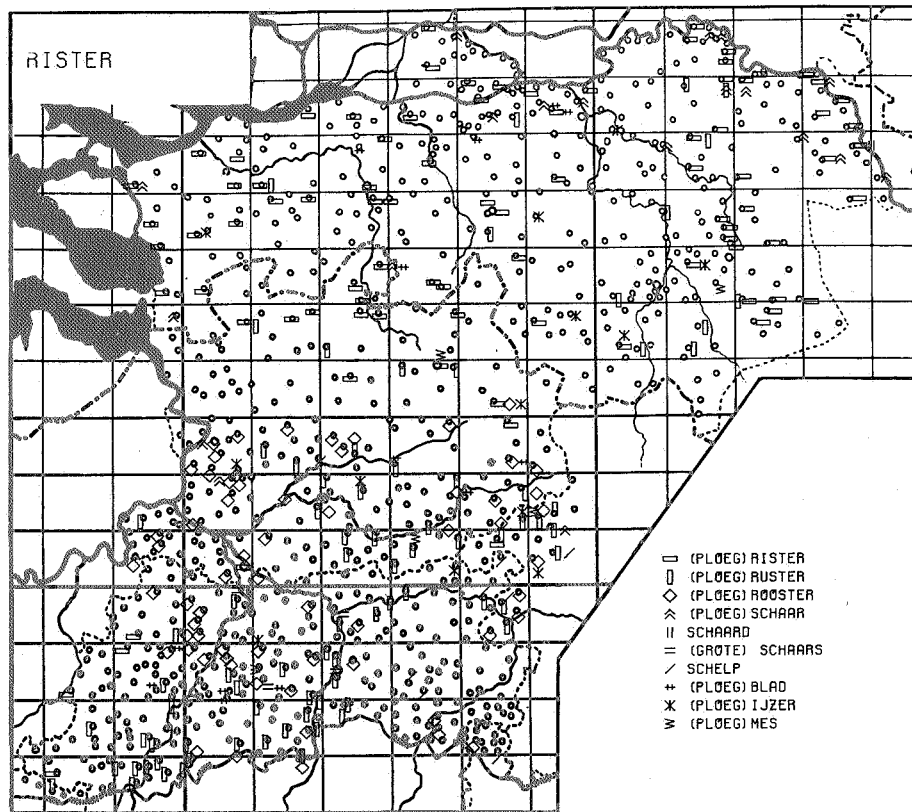 RISTER
(PLOEG) RISTER
(PLOEG) RUSTER
(PLOEG) ROOSTER
(PLOEG) SCHAAR
SCHAARD
(GROTE) SCHAARS
SCHELP
(PLOEG) BLAD
(PLOEG) IJZER
(PLOEG) MES